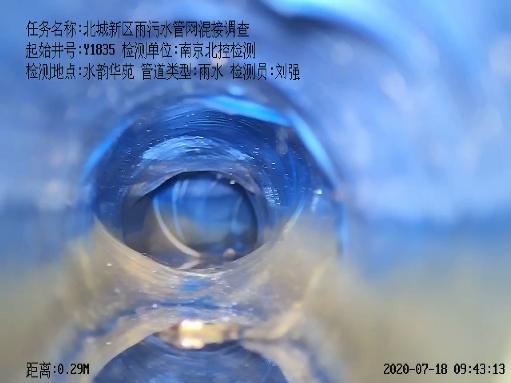 任务名称:北城新区雨污水管网混接调查
起始井号:Y1835 检测单位:南京北控检测
检测地点:水韵华苑 管道类型:雨水 检测员:刘强
距离:0.29M
2020-07-18 09:43:13